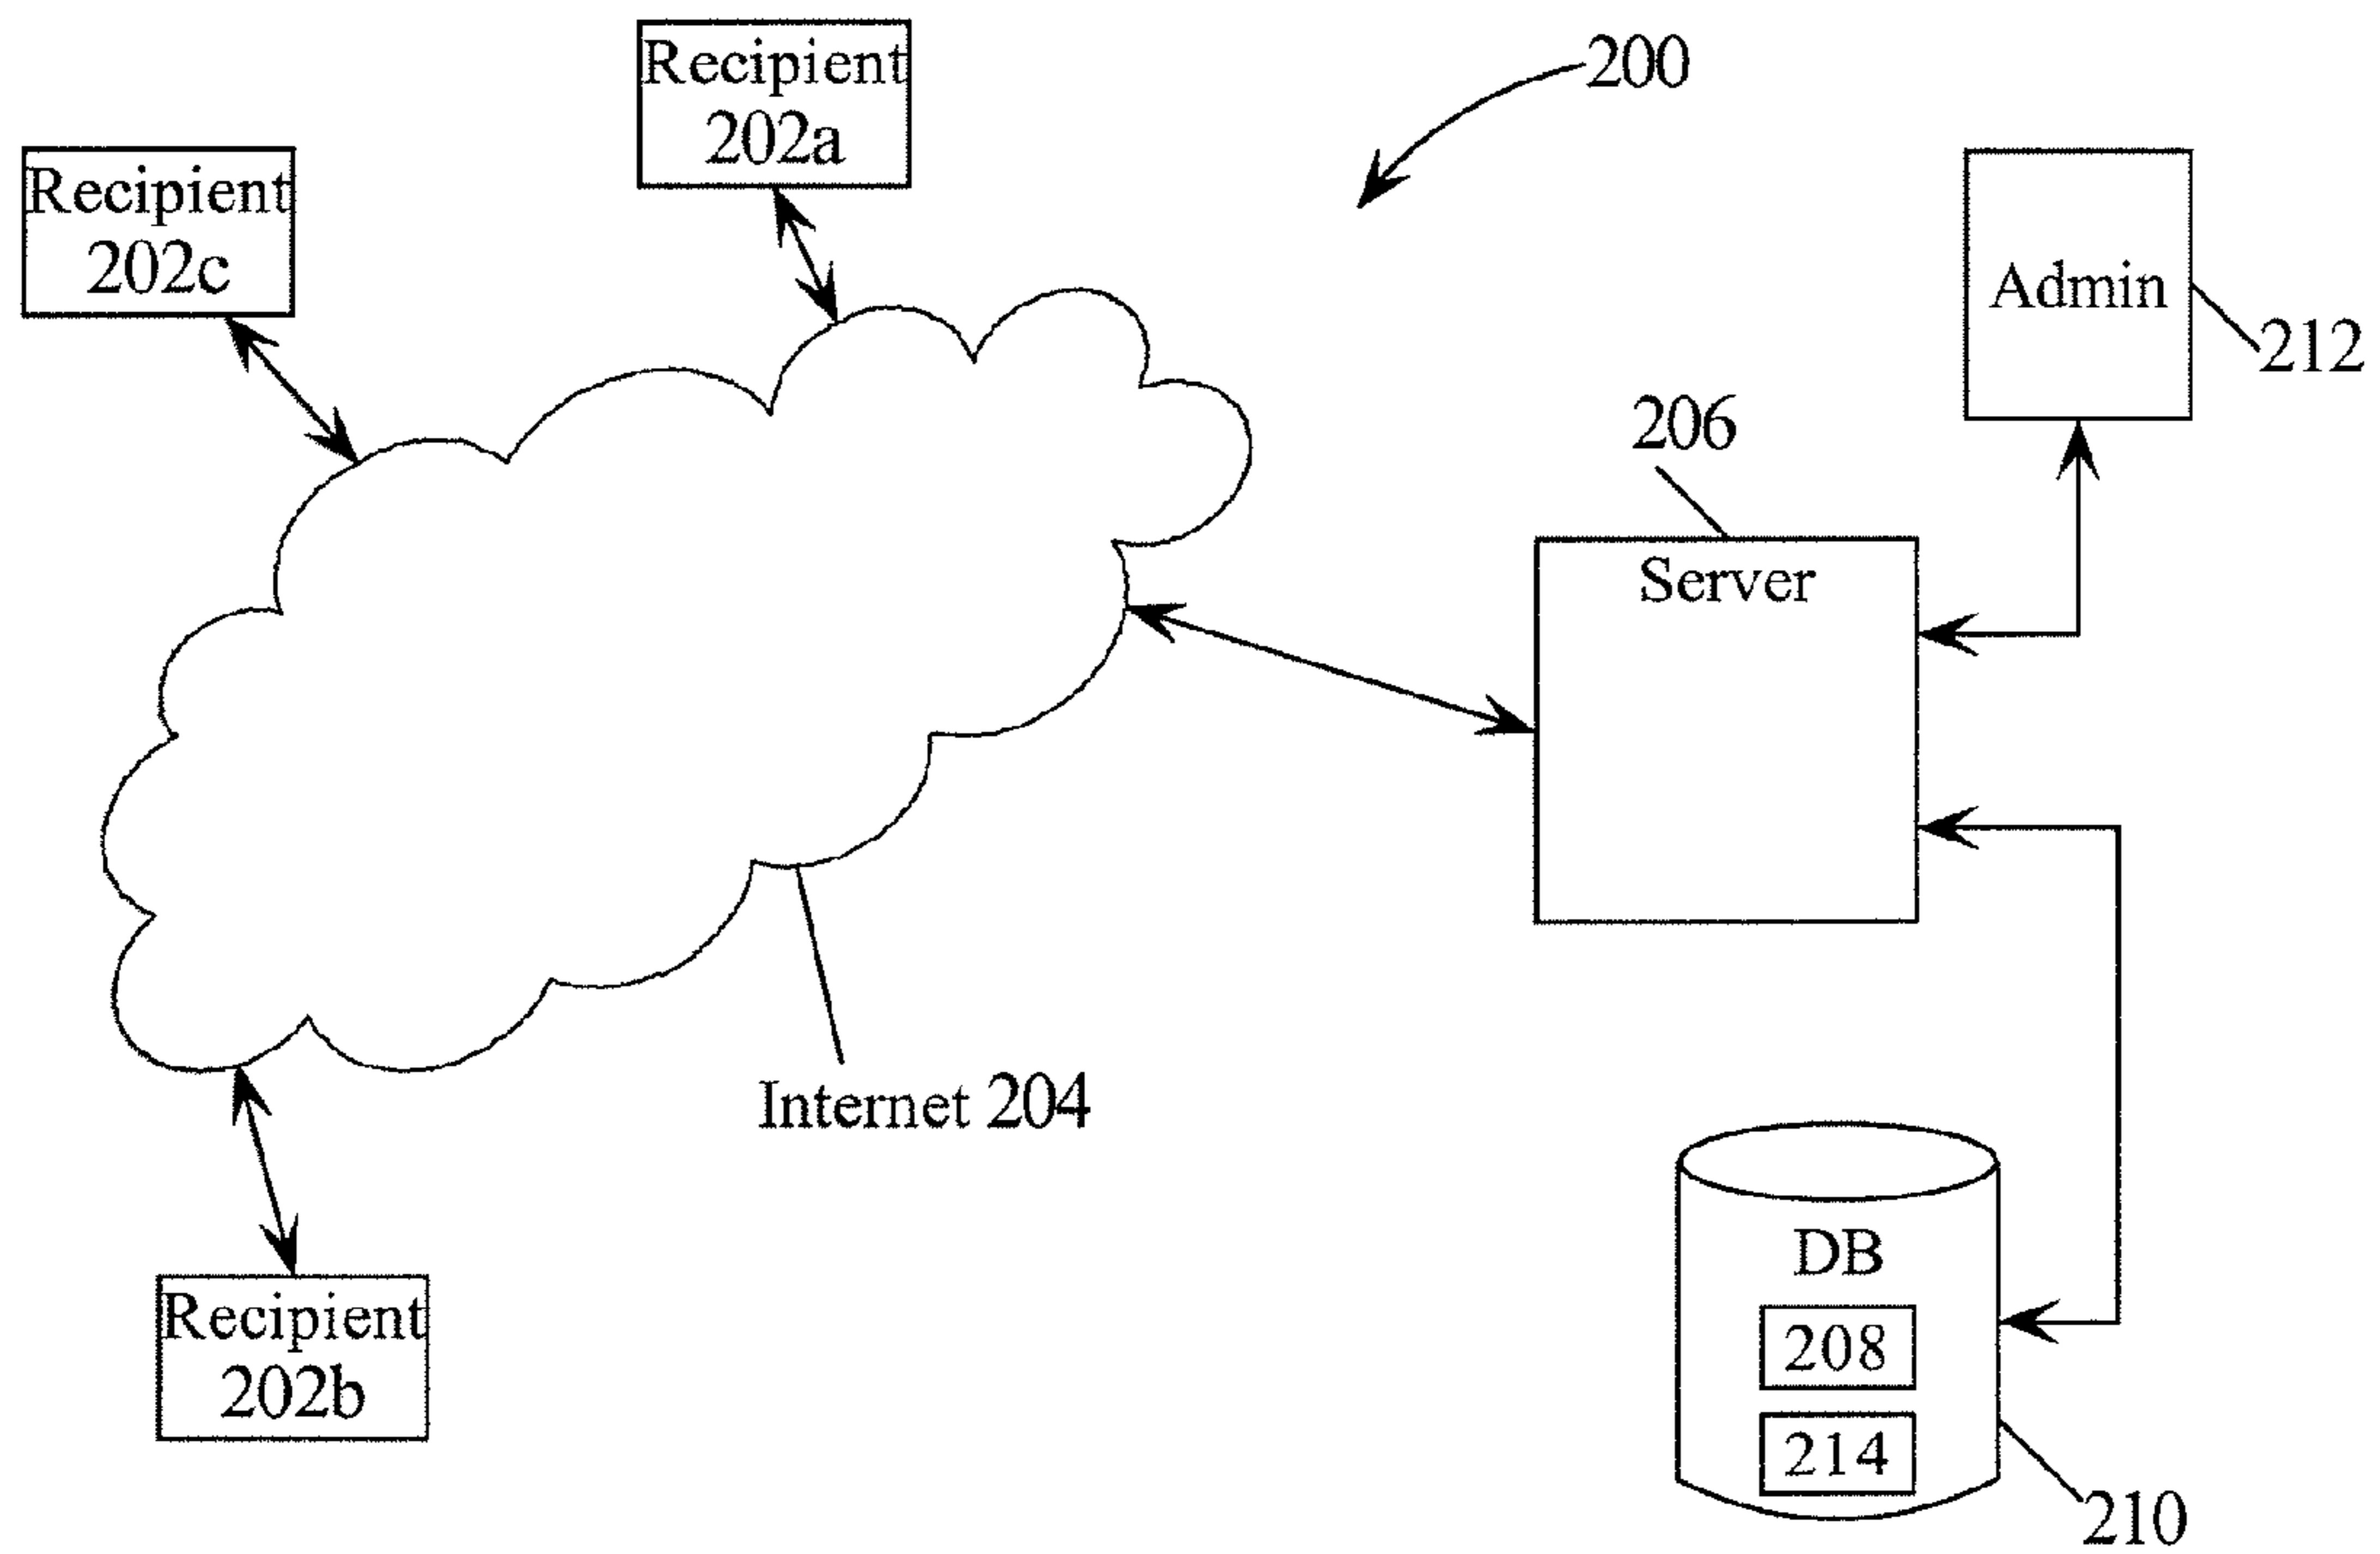 Recipient
202a
200
Recipient
202c
Admin
212
206
Server
Internet 204
DB
208
214
210
Recipient
202b